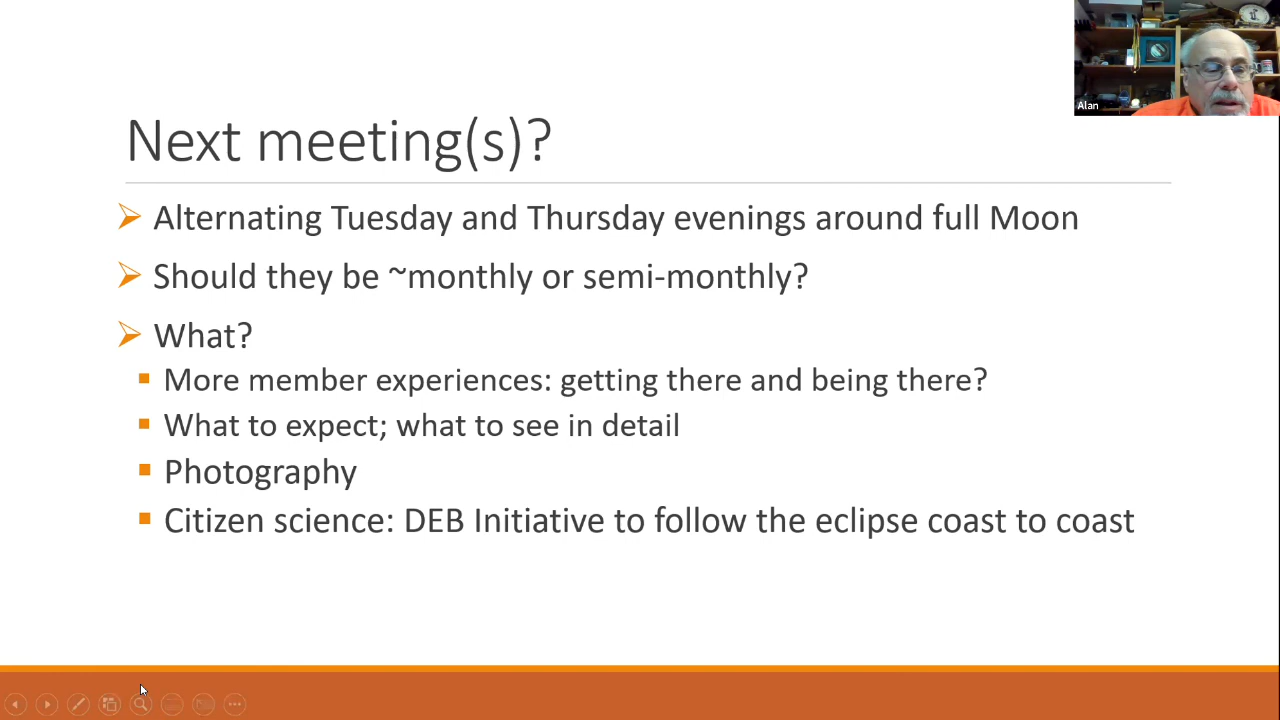 Alan
Next meeting(s)?
Alternating Tuesday and Thursday evenings around full Moon
Should they be ~monthly or semi-monthly?
What?
More member experiences: getting there and being there?
What to expect; what to see in detail
Photography
Citizen science: DEB Initiative to follow the eclipse coast to coast